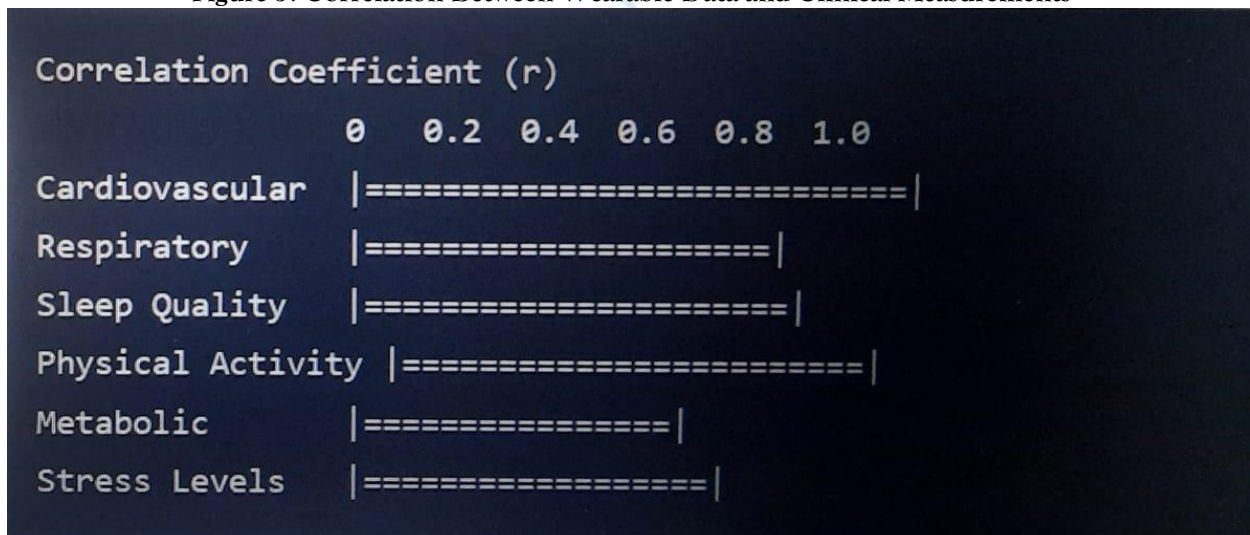 Correlation Between Wearable Data and Clinical Measurements
Correlation Coefficient (r)
0 0.2 0.4 0.6 0.8 1.0
Cardiovascular |============================|
Respiratory |=====================|
Sleep Quality |======================|
Physical Activity |========================|
Metabolic |================|
Stress Levels |==================|